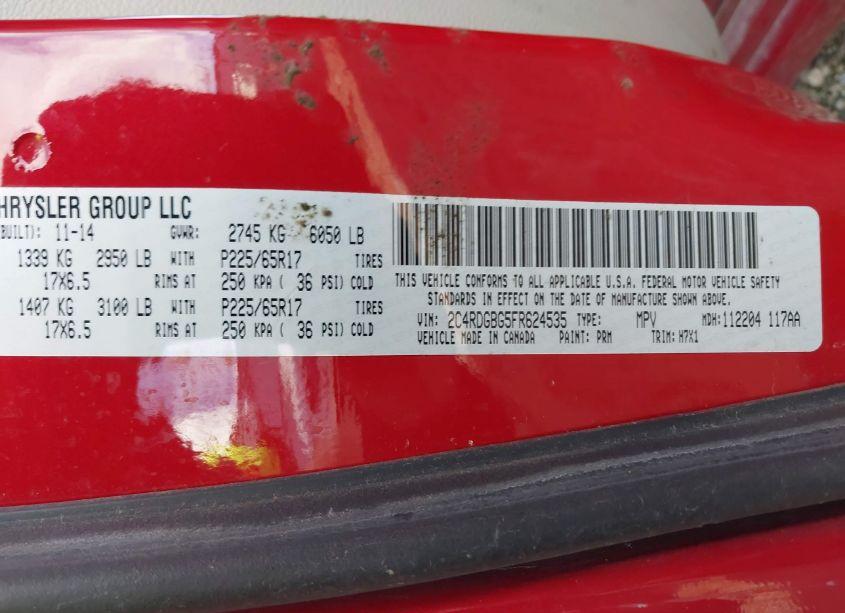 HRYSLER GROUP LLC
BUILT): 11-14 GVWR: 2745 KG 6050 LB
1339 KG 2950 LB WITH P225/65R17 TIRES
17X6.5 RIMS AT 250 KPA ( 36 PSI) COLD
1407 KG 3100 LB WITH P225/65R17 TIRES
17X6.5 RIMS AT 250 KPA ( 36 PSI) COLD
THIS VEHICLE CONFORMS TO ALL APPLICABLE U.S.A. FEDERAL MOTOR VEHICLE SAFETY
STANDARDS IN EFFECT ON THE DATE OF MANUFACTURE SHOWN ABOVE.
VIN: 2C4RDGBG5FR624535 TYPE: MPV MDH:112204 117AA
VEHICLE MADE IN CANADA PAINT: PRM TRIM: H7X1